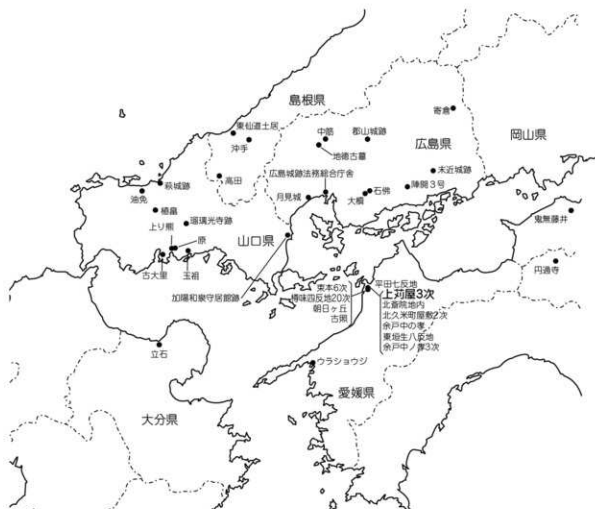 島根県
寄倉
東仙道土居
中筋
郡山城跡
沖手
広島県
岡山県
地徳古墓
広島城跡法務総合庁舎
末近城跡
萩城跡
高田
石佛
陣開3号
油免
月見城
大槇
鬼無藤井
瑠璃光寺跡
上り熊
原
山口県
古大里
玉祖
円通寺
加陽和泉守居館跡
束本6次
平田七反地
樽味四反地20次
上苅屋3次
朝日ヶ丘
北斎院地内
古照
北久米町屋敷2次
余戸中の孝
東垣生八反地
余戸中ノ孝3次
立石
ウラショウジ
愛媛県
大分県